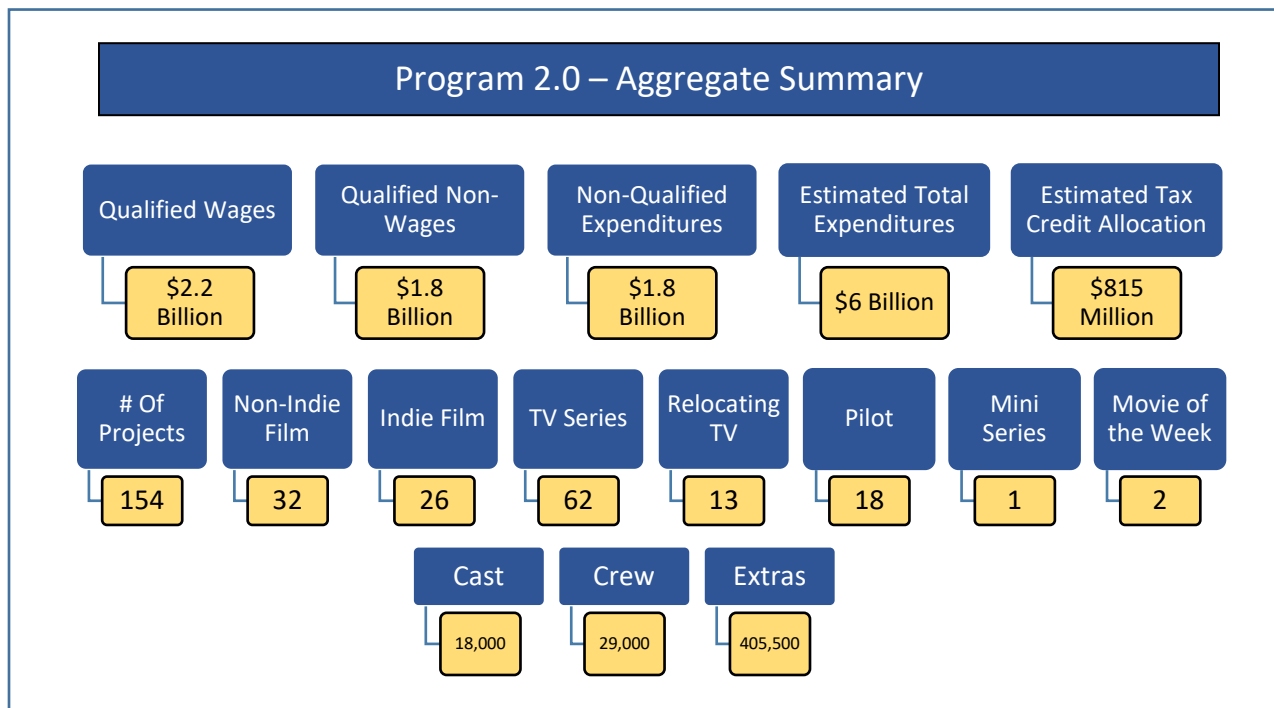 Program 2.0 – Aggregate Summary
Qualified Wages
$2.2
Billion
Qualified Non-
Wages
$1.8
Billion
Non-Qualified
Expenditures
$1.8
Billion
Estimated Total
Expenditures
$6 Billion
Estimated Tax
Credit Allocation
$815
Million
# Of
Projects
154
Non-Indie
Film
32
Indie Film
26
TV Series
62
Relocating
TV
13
Pilot
18
Mini
Series
1
Movie of
the Week
2
Cast
18,000
Crew
29,000
Extras
405,500